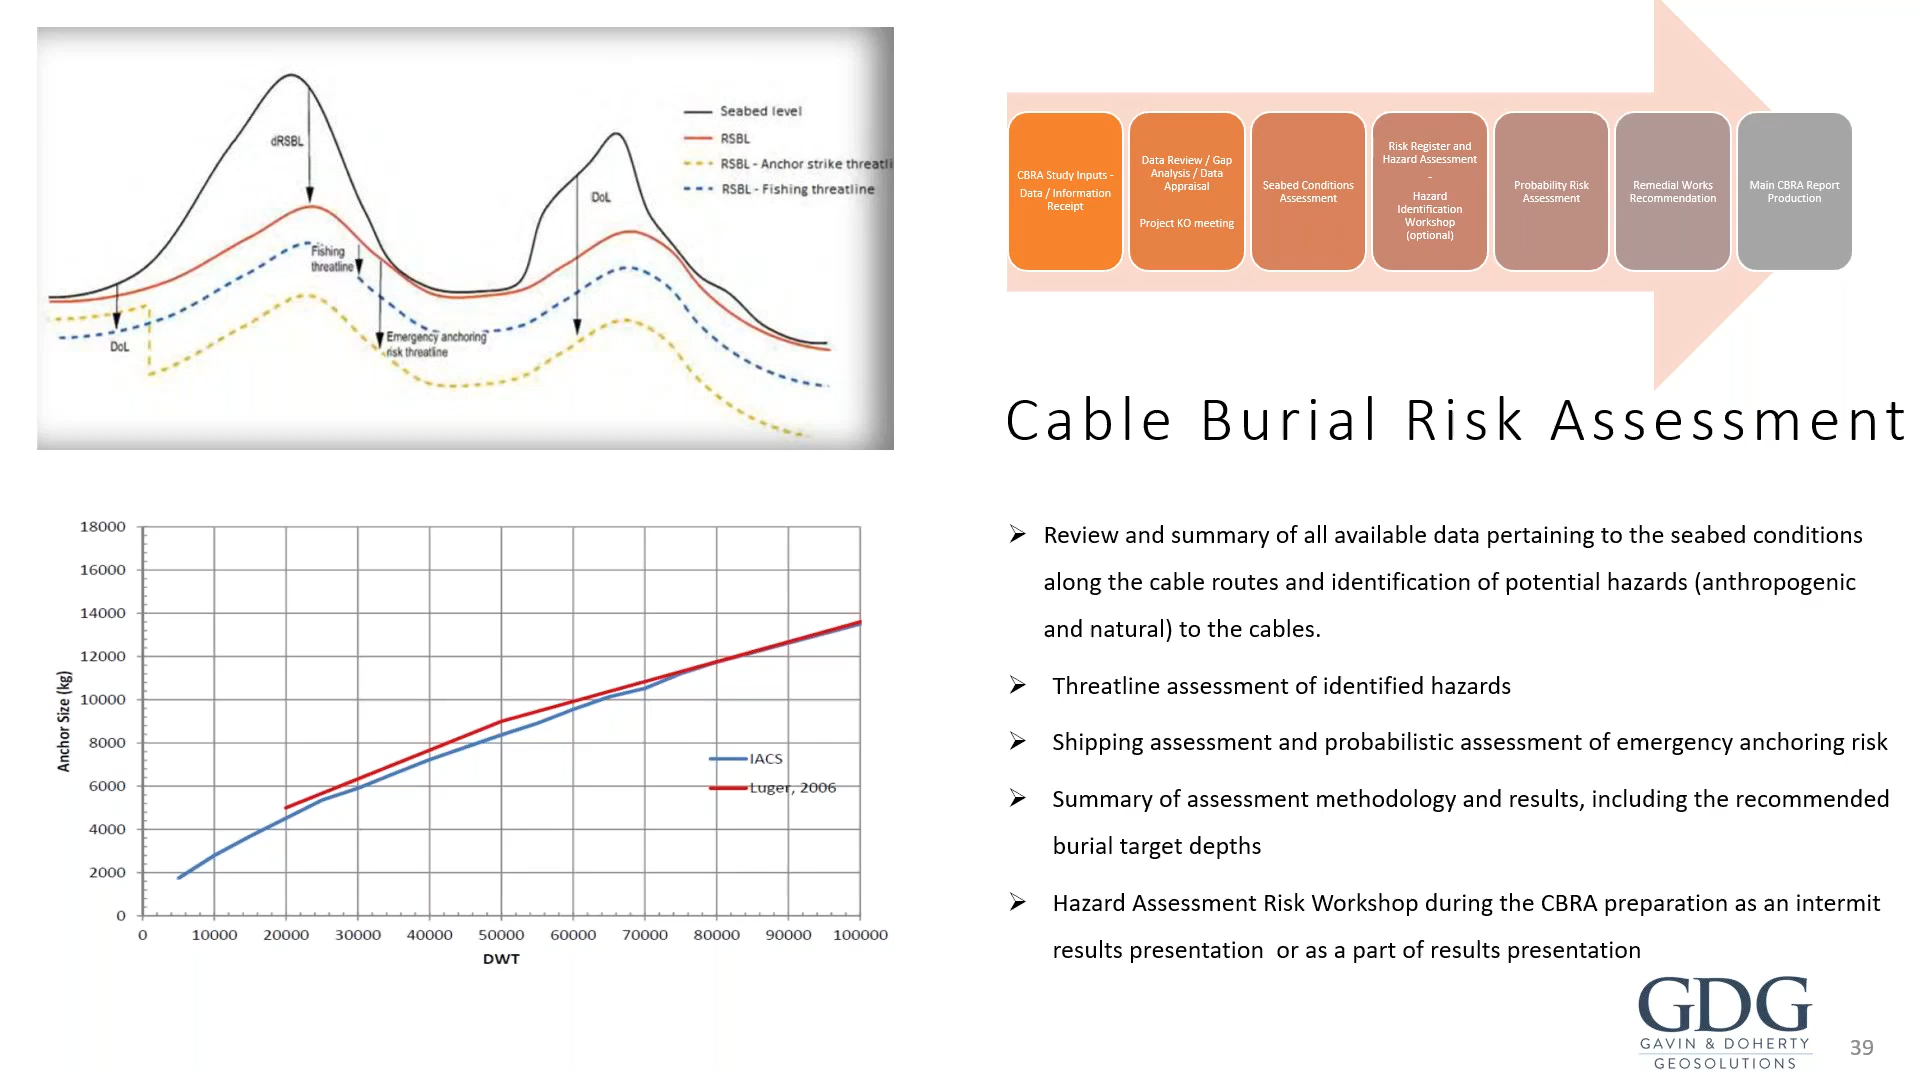 Seabed level
RSBL
RSBL - Anchor strike threatli
RSBL - Fishing threatline
dRSBL
DoL
Fishing
threatline
Emergency anchoring
risk threatline
DoL
CBRA Study Inputs -
Data / Information
Receipt
Data Review / Gap
Analysis / Data
Appraisal
Project KO meeting
Seabed Conditions
Assessment
Risk Register and
Hazard Assessment
-
Hazard
Identification
Workshop
(optional)
Probability Risk
Assessment
Remedial Works
Recommendation
Main CBRA Report
Production
Cable Burial Risk Assessment
18000
16000
14000
12000
10000
8000
6000
4000
2000
0
Anchor Size (kg)
IACS
Luger, 2006
0 10000 20000 30000 40000 50000 60000 70000 80000 90000 100000
DWT
➢ Review and summary of all available data pertaining to the seabed conditions
along the cable routes and identification of potential hazards (anthropogenic
and natural) to the cables.
➢ Threatline assessment of identified hazards
➢ Shipping assessment and probabilistic assessment of emergency anchoring risk
➢ Summary of assessment methodology and results, including the recommended
burial target depths
➢ Hazard Assessment Risk Workshop during the CBRA preparation as an intermit
results presentation or as a part of results presentation
GDG
GAVIN & DOHERTY
GEOSOLUTIONS
39